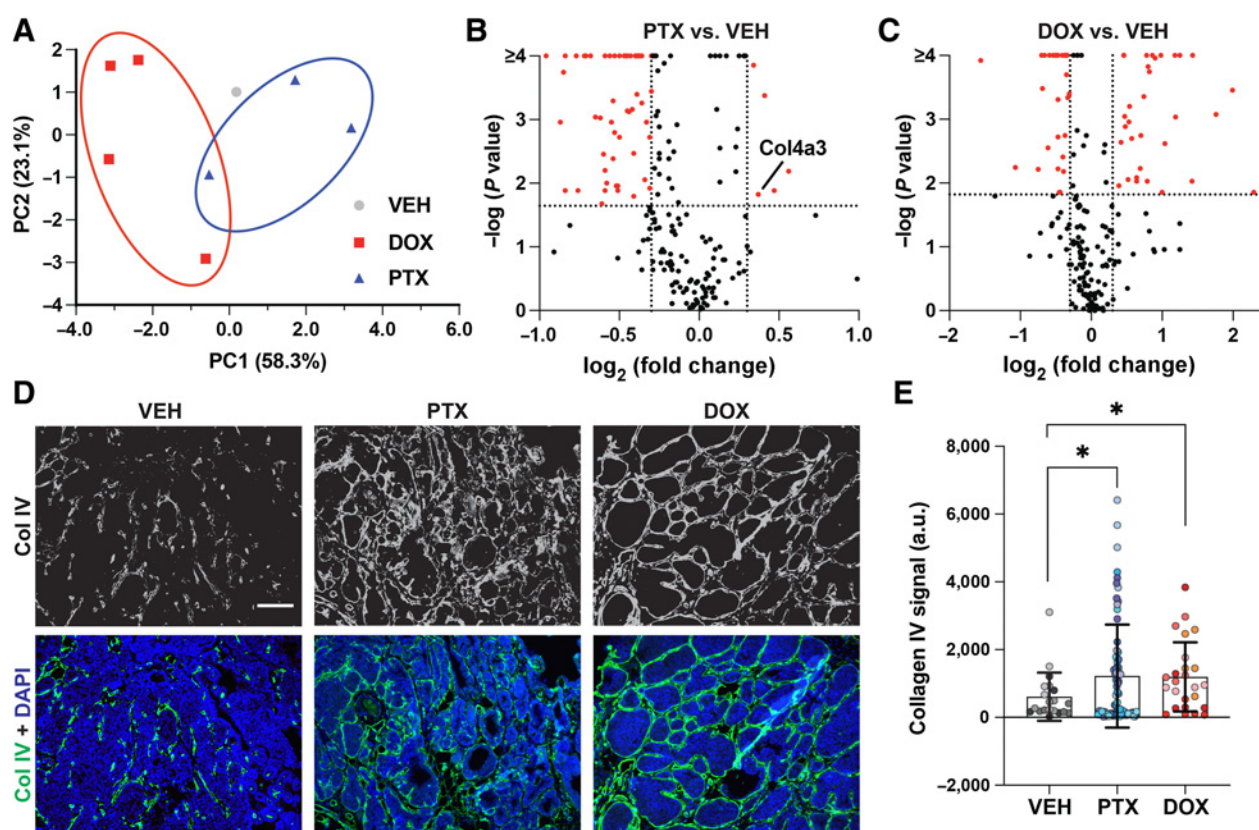 A
2
1
0
−1
−2
−3
−4
PC2 (23.1%)
−4.0
−2.0
0.0
2.0
4.0
6.0
PC1 (58.3%)
VEH
DOX
PTX
B
PTX vs. VEH
≥4
3
2
1
0
−log (P value)
Col4a3
−1.0
−0.5
0.0
0.5
1.0
log2 (fold change)
C
DOX vs. VEH
≥4
3
2
1
0
−log (P value)
−2
−1
0
1
2
log2 (fold change)
D
VEH
PTX
DOX
Col IV
Col IV + DAPI
E
*
*
8,000
6,000
4,000
2,000
0
−2,000
Collagen IV signal (a.u.)
VEH
PTX
DOX